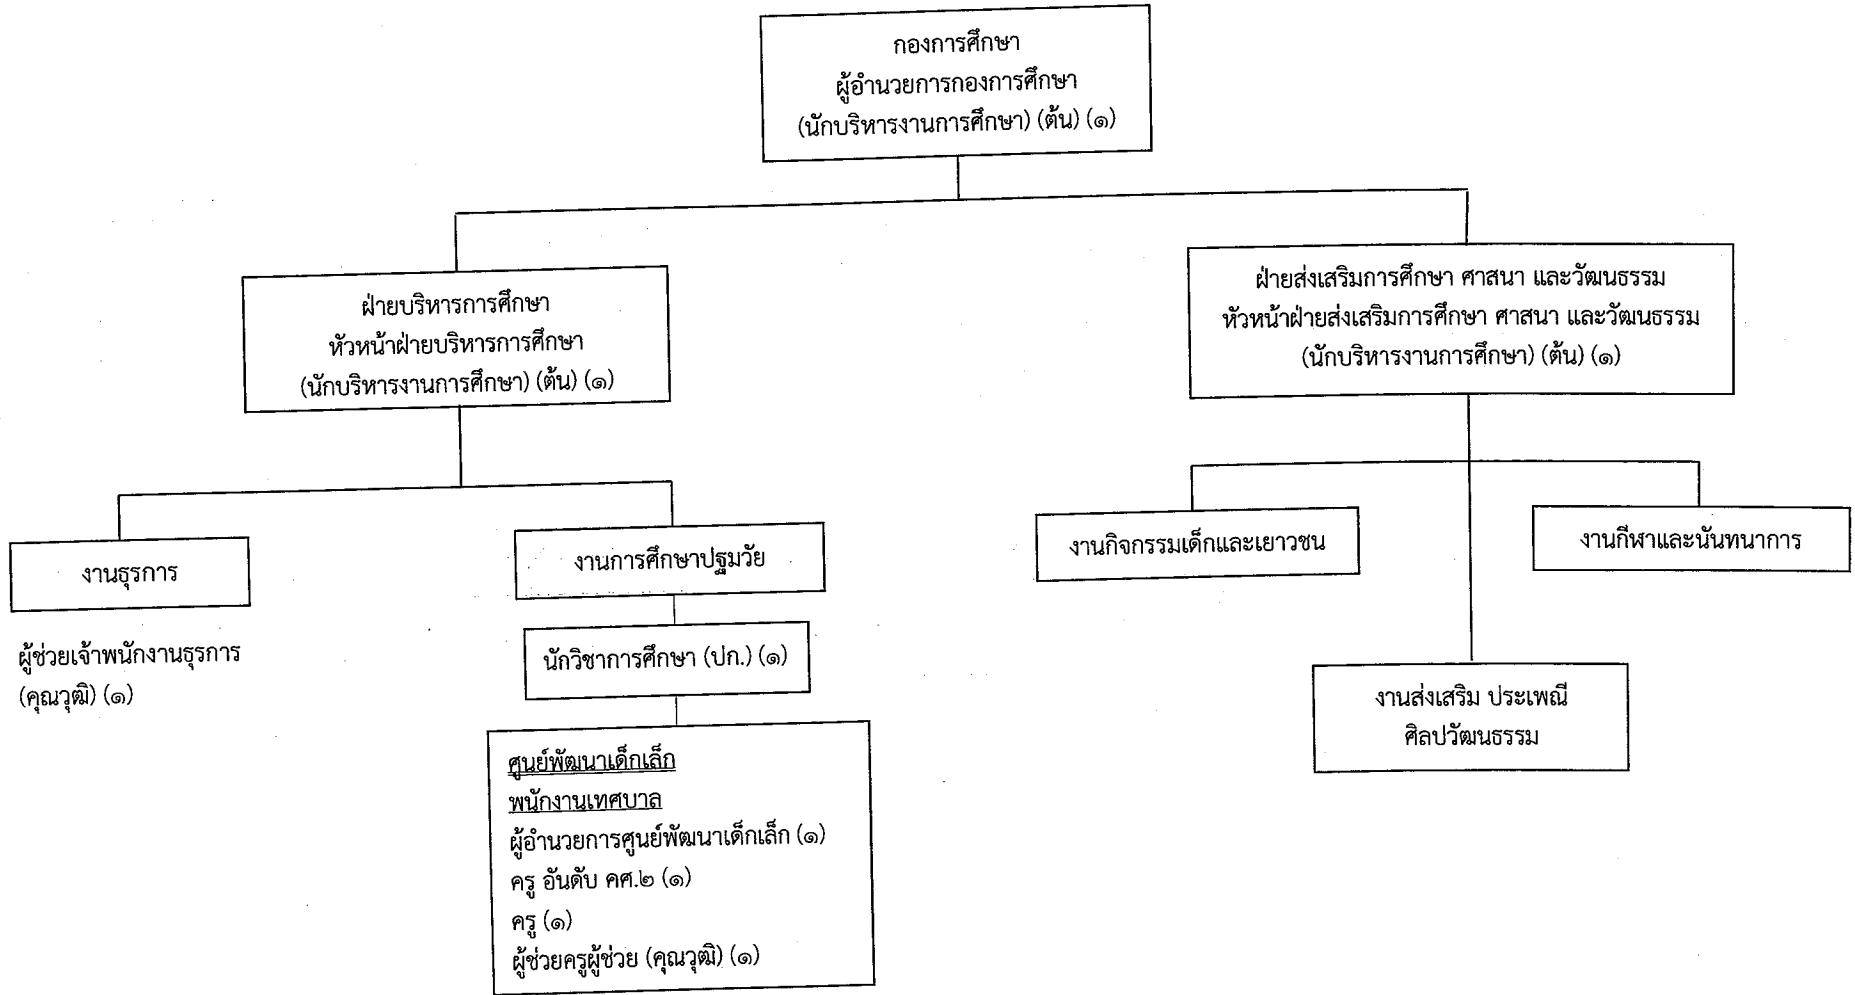 กองการศึกษา
ผู้อำนวยการกองการศึกษา
(นักบริหารงานการศึกษา) (ต้น) (๑)
ฝ่ายบริหารการศึกษา
หัวหน้าฝ่ายบริหารการศึกษา
(นักบริหารงานการศึกษา) (ต้น) (๑)
ฝ่ายส่งเสริมการศึกษา ศาสนา และวัฒนธรรม
หัวหน้าฝ่ายส่งเสริมการศึกษา ศาสนา และวัฒนธรรม
(นักบริหารงานการศึกษา) (ต้น) (๑)
งานธุรการ
ผู้ช่วยเจ้าพนักงานธุรการ
(คุณวุฒิ) (๑)
งานการศึกษาปฐมวัย
นักวิชาการศึกษา (ปก.) (๑)
ศูนย์พัฒนาเด็กเล็ก
พนักงานเทศบาล
ผู้อำนวยการศูนย์พัฒนาเด็กเล็ก (๑)
ครู อันดับ คศ.๒ (๑)
ครู (๑)
ผู้ช่วยครูผู้ช่วย (คุณวุฒิ) (๑)
งานกิจกรรมเด็กและเยาวชน
งานกีฬาและนันทนาการ
งานส่งเสริม ประเพณี
ศิลปวัฒนธรรม